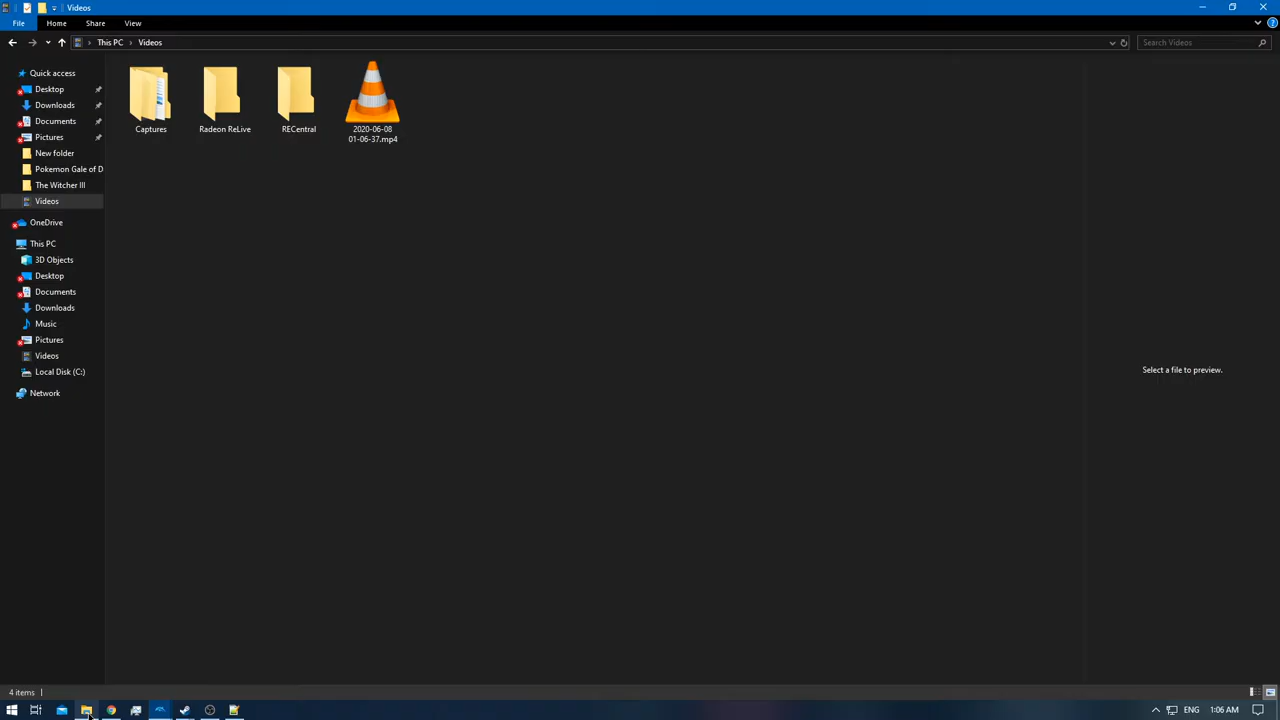 Videos
File Home Share View
This PC Videos
Search Videos
Quick access
Desktop
Downloads
Documents
Pictures
New folder
Pokemon Gale of D
The Witcher III
Videos
OneDrive
This PC
3D Objects
Desktop
Documents
Downloads
Music
Pictures
Videos
Local Disk (C:)
Network
Captures
Radeon ReLive
RECentral
2020-06-08
01-06-37.mp4
Select a file to preview.
4 items
ENG 1:06 AM